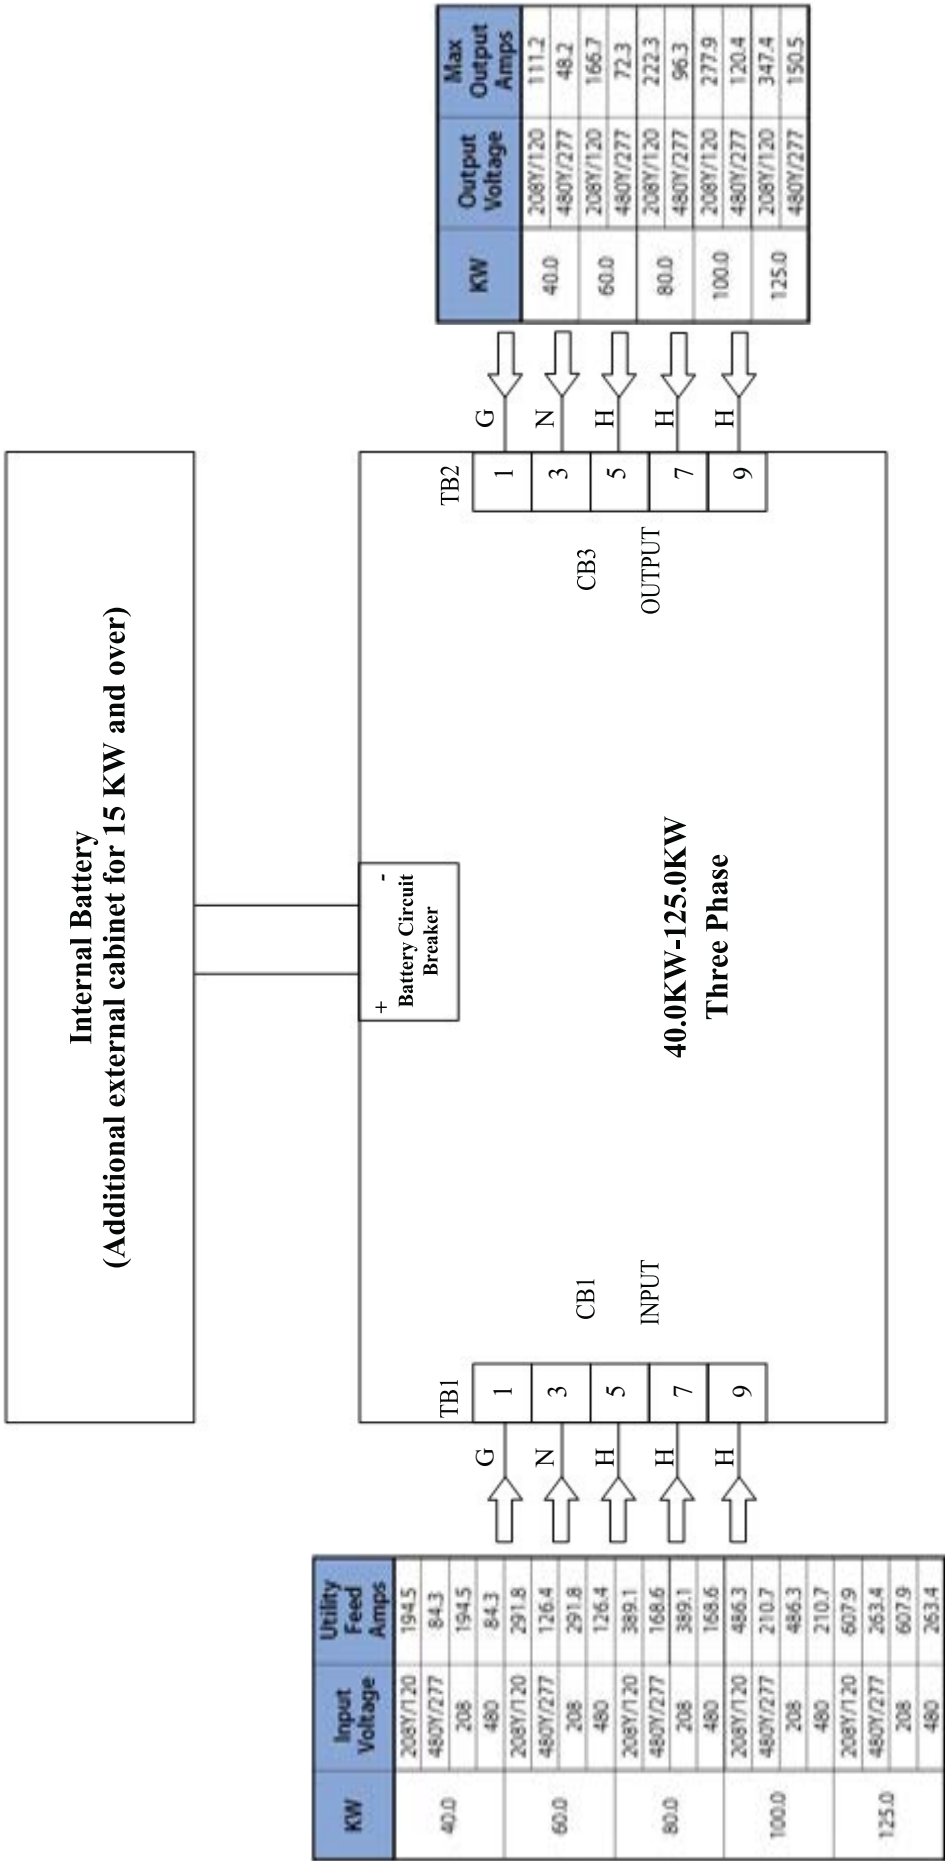 Internal Battery
(Additional external cabinet for 15 KW and over)
+ -
Battery Circuit
Breaker
KW Input Voltage Utility Feed Amps
40.0 208Y/120 194.5
480Y/277 84.3
208 194.5
480 84.3
60.0 208Y/120 291.8
480Y/277 126.4
208 291.8
480 126.4
80.0 208Y/120 389.1
480Y/277 168.6
208 389.1
480 168.6
100.0 208Y/120 486.3
480Y/277 210.7
208 486.3
480 210.7
125.0 208Y/120 607.9
480Y/277 263.4
208 607.9
480 263.4
TB1
G 1
N 3
H 5
H 7
H 9
CB1
INPUT
40.0KW-125.0KW
Three Phase
CB3
OUTPUT
TB2
1 G
3 N
5 H
7 H
9 H
KW Output Voltage Max Output Amps
40.0 208Y/120 111.2
480Y/277 48.2
60.0 208Y/120 166.7
480Y/277 72.3
80.0 208Y/120 222.3
480Y/277 96.3
100.0 208Y/120 277.9
480Y/277 120.4
125.0 208Y/120 347.4
480Y/277 150.5